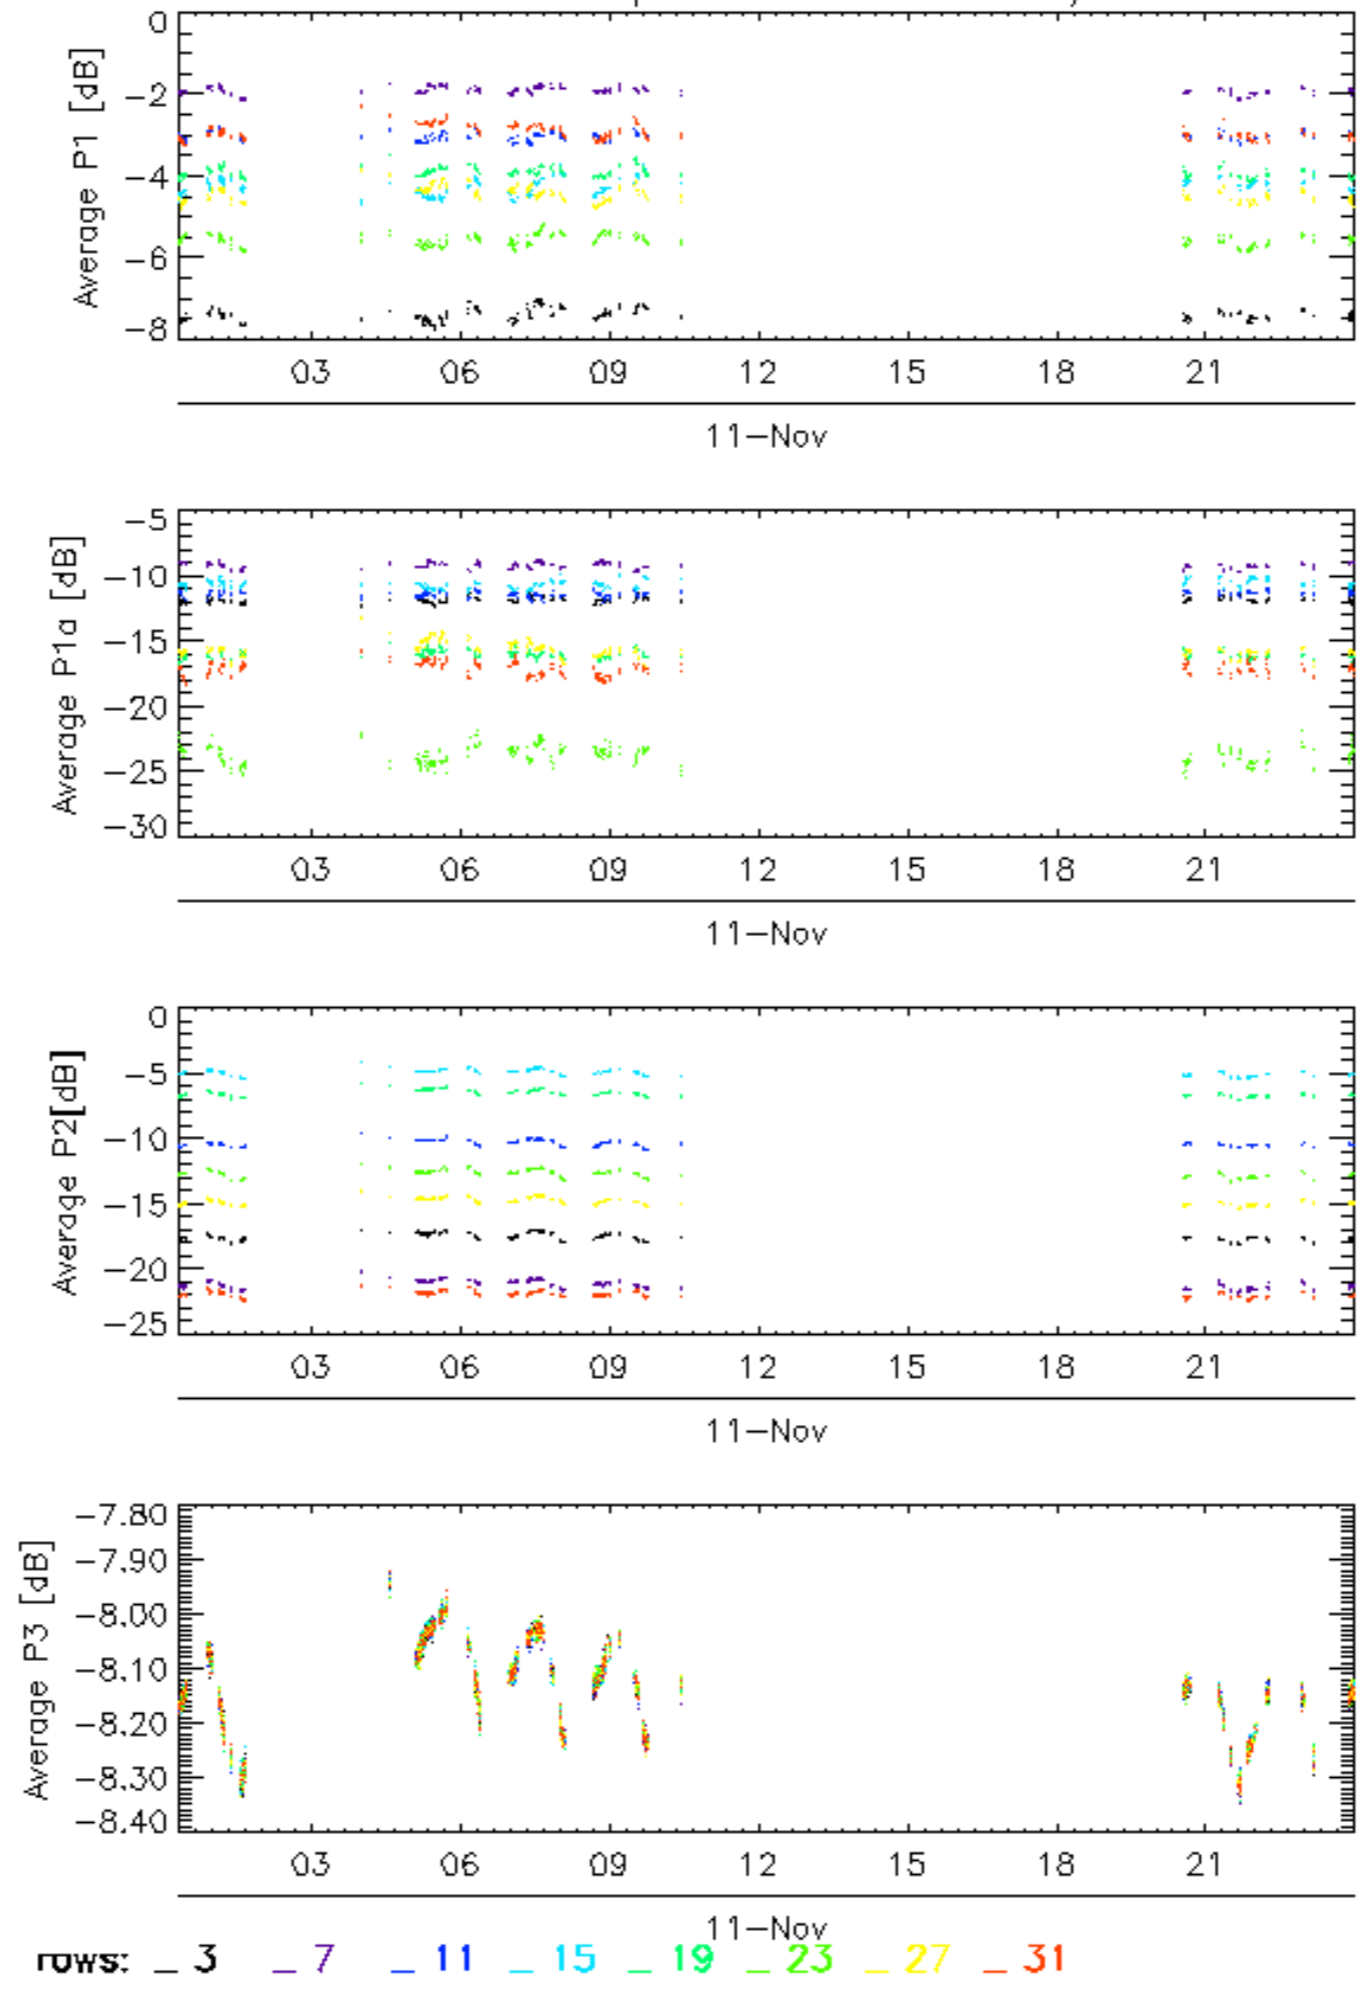 0
−2
−4
−6
−8
Average P1 [dB]
03 06 09 12 15 18 21
11−Nov
−5
−10
−15
−20
−25
−30
Average P1a [dB]
03 06 09 12 15 18 21
11−Nov
0
−5
−10
−15
−20
−25
Average P2[dB]
03 06 09 12 15 18 21
11−Nov
−7.80
−7.90
−8.00
−8.10
−8.20
−8.30
−8.40
Average P3 [dB]
03 06 09 12 15 18 21
11−Nov
rows: _ 3 _ 7 _ 11 _ 15 _ 19 _ 23 _ 27 _ 31